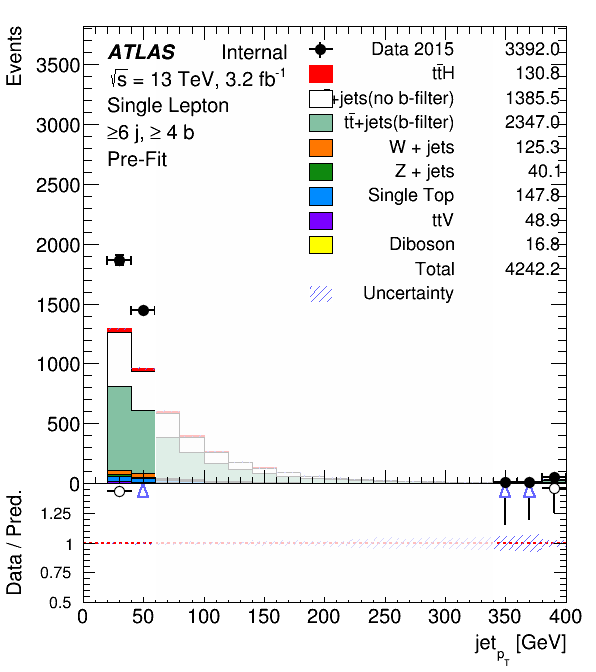 Events
ATLAS Internal
√s = 13 TeV, 3.2 fb⁻¹
Single Lepton
≥6 j, ≥ 4 b
Pre-Fit
Data 2015 3392.0
tt̄H 130.8
+jets(no b-filter) 1385.5
tt̄+jets(b-filter) 2347.0
W + jets 125.3
Z + jets 40.1
Single Top 147.8
ttV 48.9
Diboson 16.8
Total 4242.2
Uncertainty
3500
3000
2500
2000
1500
1000
500
0
Data / Pred.
1.25
1
0.75
0.5
0 50 100 150 200 250 300 350 400
jet_pT [GeV]